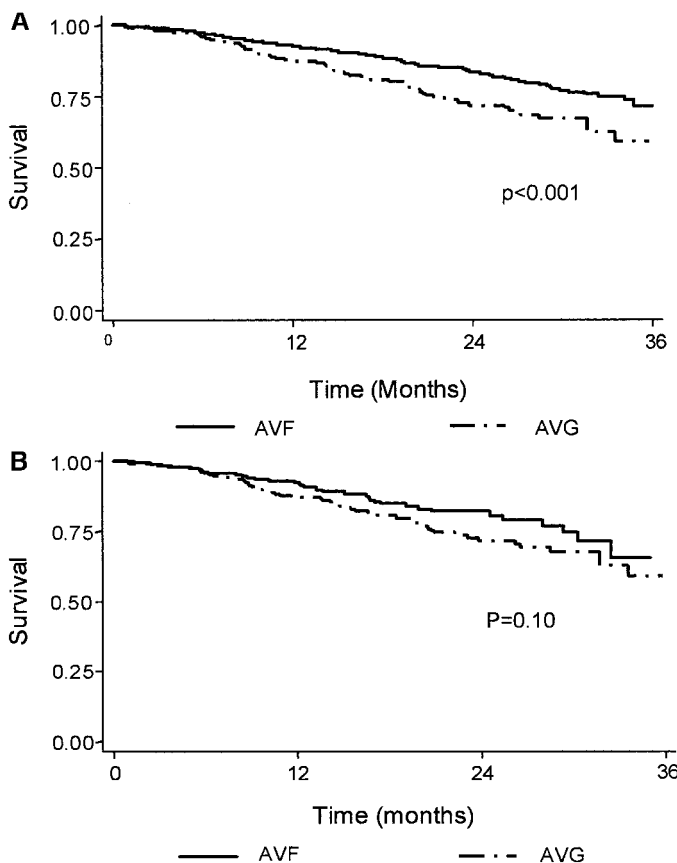 A
Survival
1.00
0.75
0.50
0.25
0.00
p<0.001
0 12 24 36
Time (Months)
AVF AVG
B
Survival
1.00
0.75
0.50
0.25
0.00
P=0.10
0 12 24 36
Time (months)
AVF AVG